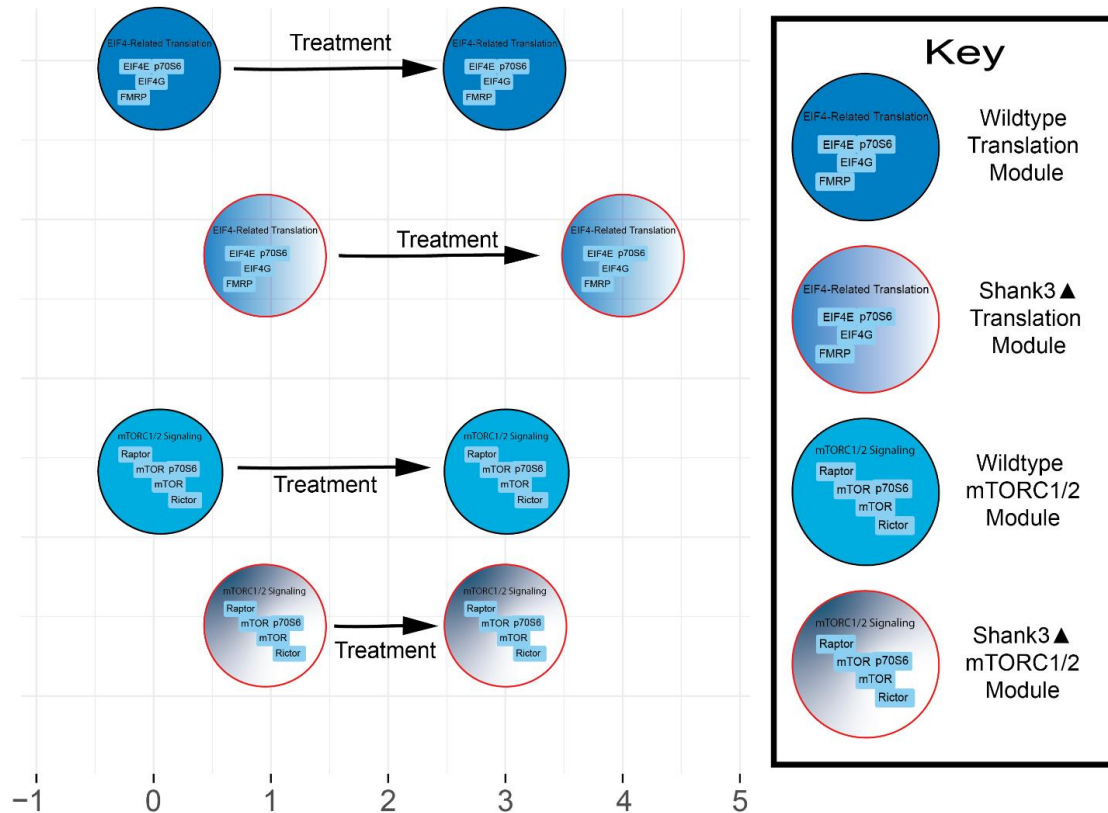 EIF4-Related Translation
EIF4E p70S6
EIF4G
FMRP
Treatment
EIF4-Related Translation
EIF4E p70S6
EIF4G
FMRP
EIF4-Related Translation
EIF4E p70S6
EIF4G
FMRP
Treatment
EIF4-Related Translation
EIF4E p70S6
EIF4G
FMRP
mTORC1/2 Signaling
Raptor
mTOR p70S6
mTOR
Rictor
Treatment
mTORC1/2 Signaling
Raptor
mTOR p70S6
mTOR
Rictor
mTORC1/2 Signaling
Raptor
mTOR p70S6
mTOR
Rictor
Treatment
mTORC1/2 Signaling
Raptor
mTOR p70S6
mTOR
Rictor
−1 0 1 2 3 4 5
Key
EIF4-Related Translation
EIF4E p70S6
EIF4G
FMRP
Wildtype
Translation
Module
EIF4-Related Translation
EIF4E p70S6
EIF4G
FMRP
Shank3▲
Translation
Module
mTORC1/2 Signaling
Raptor
mTOR p70S6
mTOR
Rictor
Wildtype
mTORC1/2
Module
mTORC1/2 Signaling
Raptor
mTOR p70S6
mTOR
Rictor
Shank3▲
mTORC1/2
Module